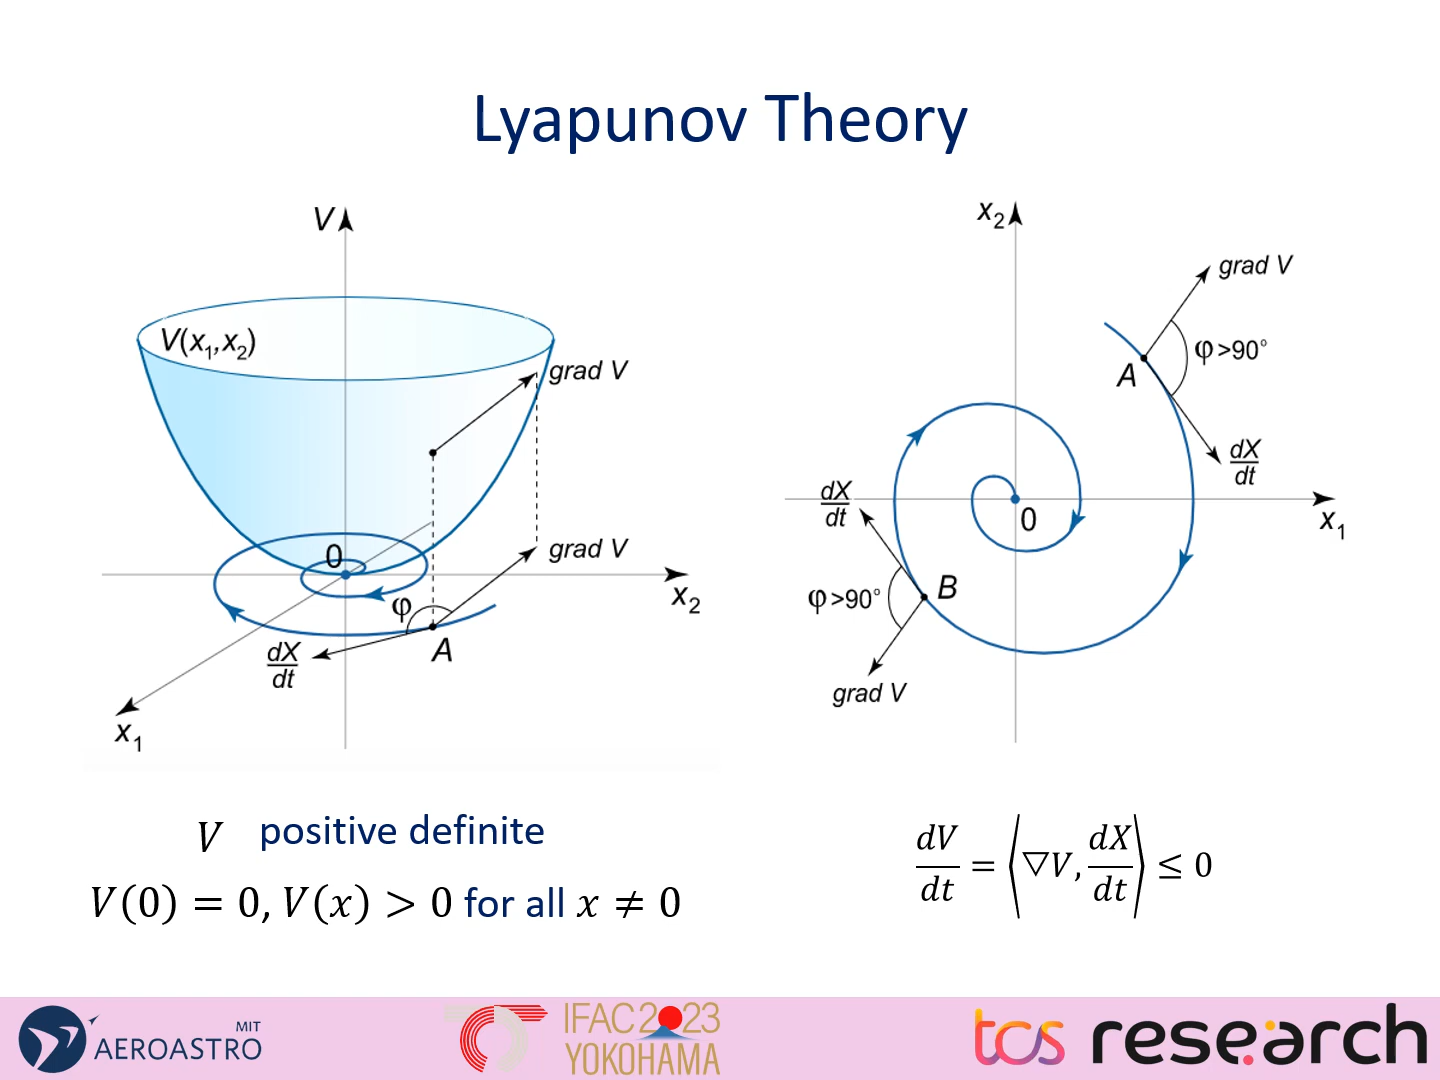 Lyapunov Theory
V
V(x₁,x₂)
grad V
grad V
0
φ
A
dX
dt
x₂
x₁
x₂
grad V
φ>90°
A
dX
dt
dX
dt
0
x₁
φ>90°
B
grad V
V positive definite
V(0) = 0, V(x) > 0 for all x ≠ 0
dV/dt = ⟨▽V, dX/dt⟩ ≤ 0
MIT
AEROASTRO
IFAC 2023
YOKOHAMA
tcs research